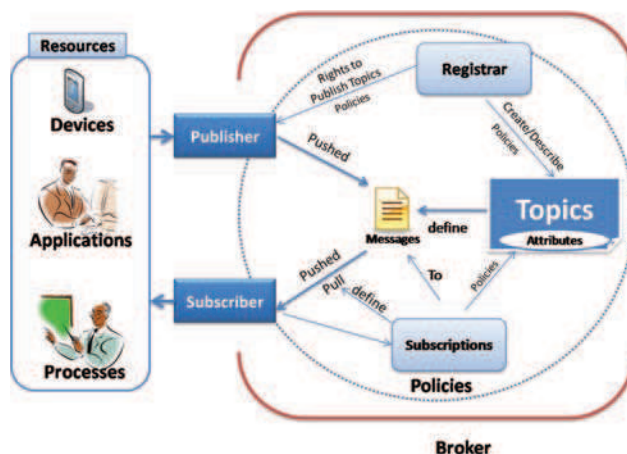 Resources
Devices
Applications
Processes
Publisher
Subscriber
Registrar
Rights to
Publish Topics
Policies
Create/Describe
Policies
Pushed
Messages
define
Topics
Attributes
Pushed
Pull
define
To
Policies
Subscriptions
Policies
Broker